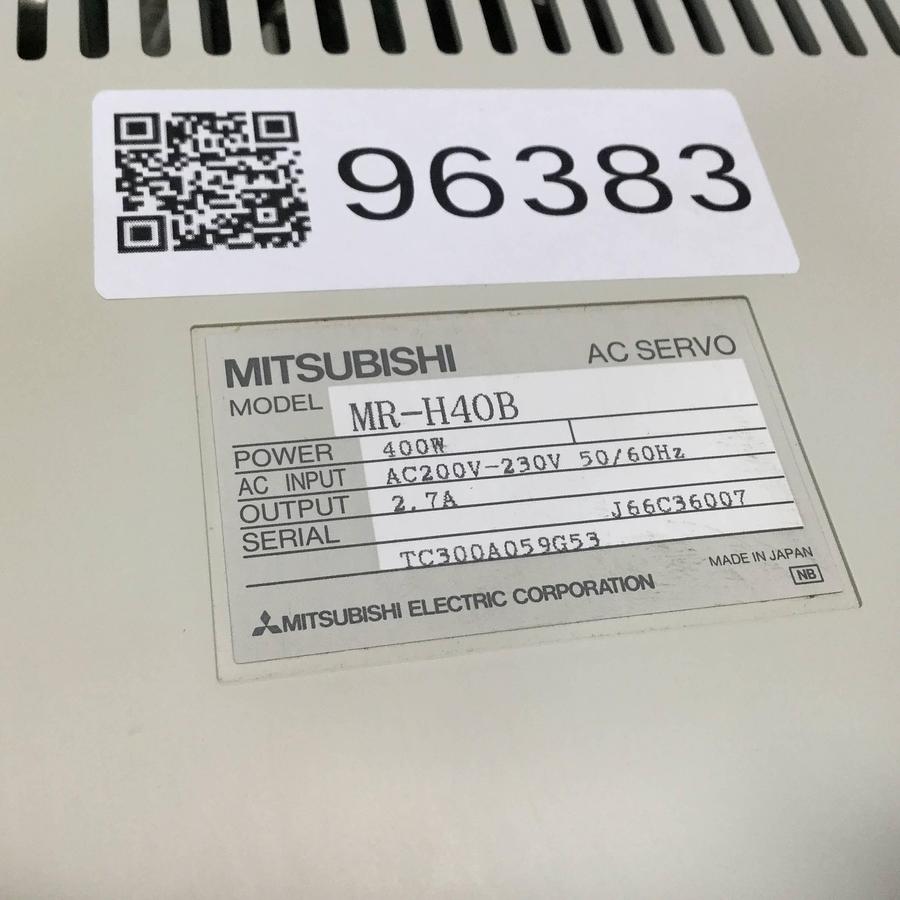 96383
MITSUBISHI AC SERVO
MODEL MR-H40B
POWER 400W
AC INPUT AC200V-230V 50/60Hz
OUTPUT 2.7A
SERIAL J66C36007
TC300A059G53
MITSUBISHI ELECTRIC CORPORATION MADE IN JAPAN
NB